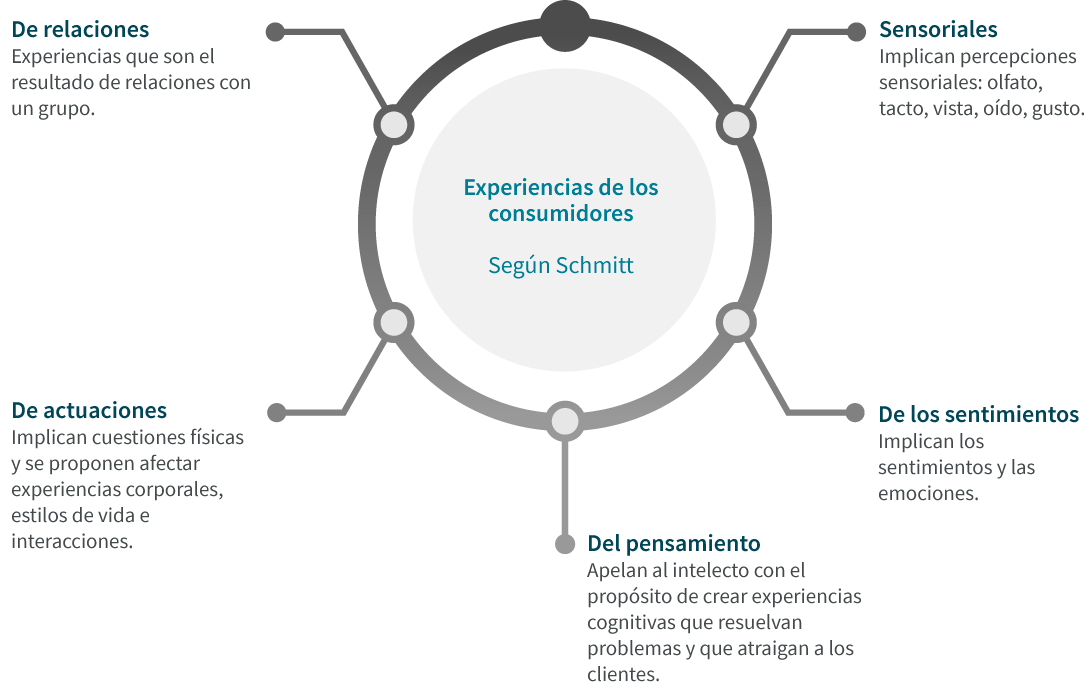 De relaciones
Experiencias que son el
resultado de relaciones con
un grupo.
Sensoriales
Implican percepciones
sensoriales: olfato,
tacto, vista, oído, gusto.
Experiencias de los
consumidores
Según Schmitt
De actuaciones
Implican cuestiones físicas
y se proponen afectar
experiencias corporales,
estilos de vida e
interacciones.
De los sentimientos
Implican los
sentimientos y las
emociones.
Del pensamiento
Apelan al intelecto con el
propósito de crear experiencias
cognitivas que resuelvan
problemas y que atraigan a los
clientes.